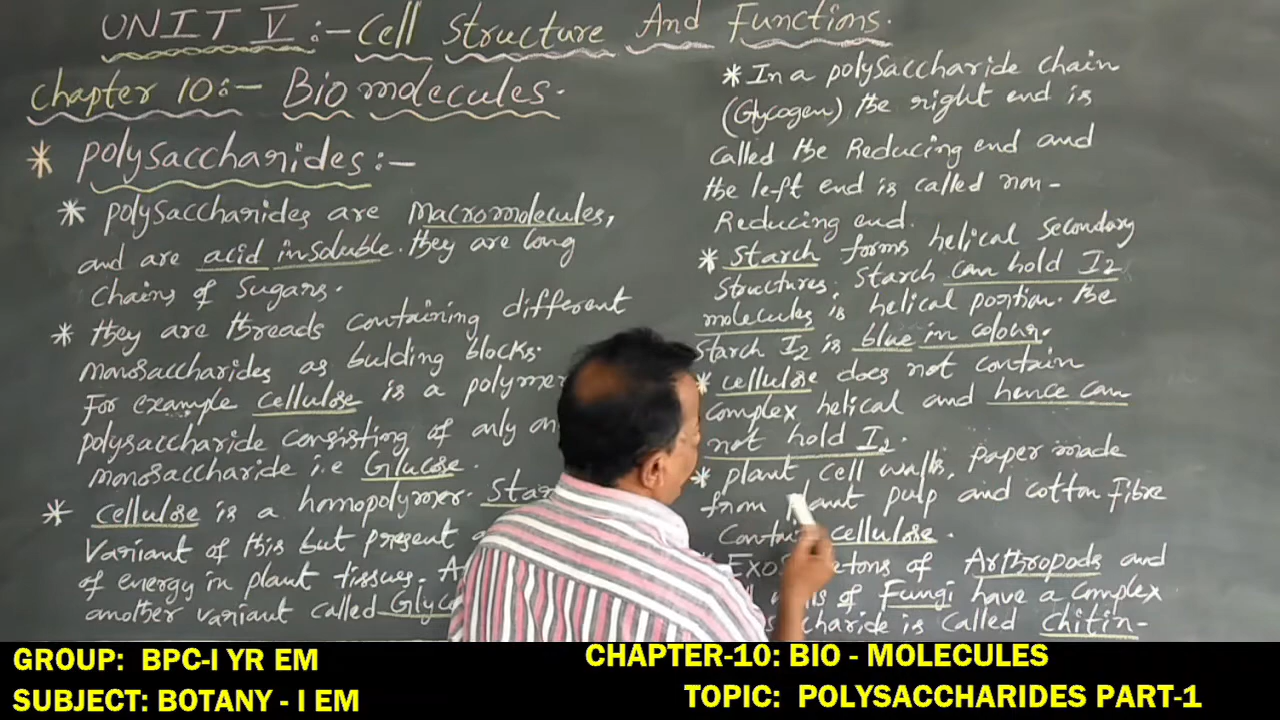 UNIT V:- Cell Structure And Functions.
Chapter 10:- Bio molecules.
* polysaccharides:-
* polysaccharides are Macromolecules,
and are acid insoluble. they are long
Chains of Sugars.
* they are threads containing different
monosaccharides as bulding blocks.
For example cellulose is a polymer
polysaccharide consisting of only
monosaccharide i.e Glucose.
* cellulose is a homopolymer.
Variant of this but present
of energy in plant tissues.
another variant called
* In a polysaccharide chain
(Glycogen) the right end is
called the Reducing end and
the left end is called non-
Reducing end.
* Starch forms helical Secondary
Structures. Starch can hold I2
molecules is helical portion. the
Starch I2 is blue in colour.
* cellulose does not contain
complex helical and hence can
not hold I2.
* plant cell walls, paper made
from plant pulp and cotton Fibre
cellulose.
of Arthropods and
of Fungi have a complex
is called chitin-
GROUP: BPC-I YR EM
SUBJECT: BOTANY - I EM
CHAPTER-10: BIO - MOLECULES
TOPIC: POLYSACCHARIDES PART-1